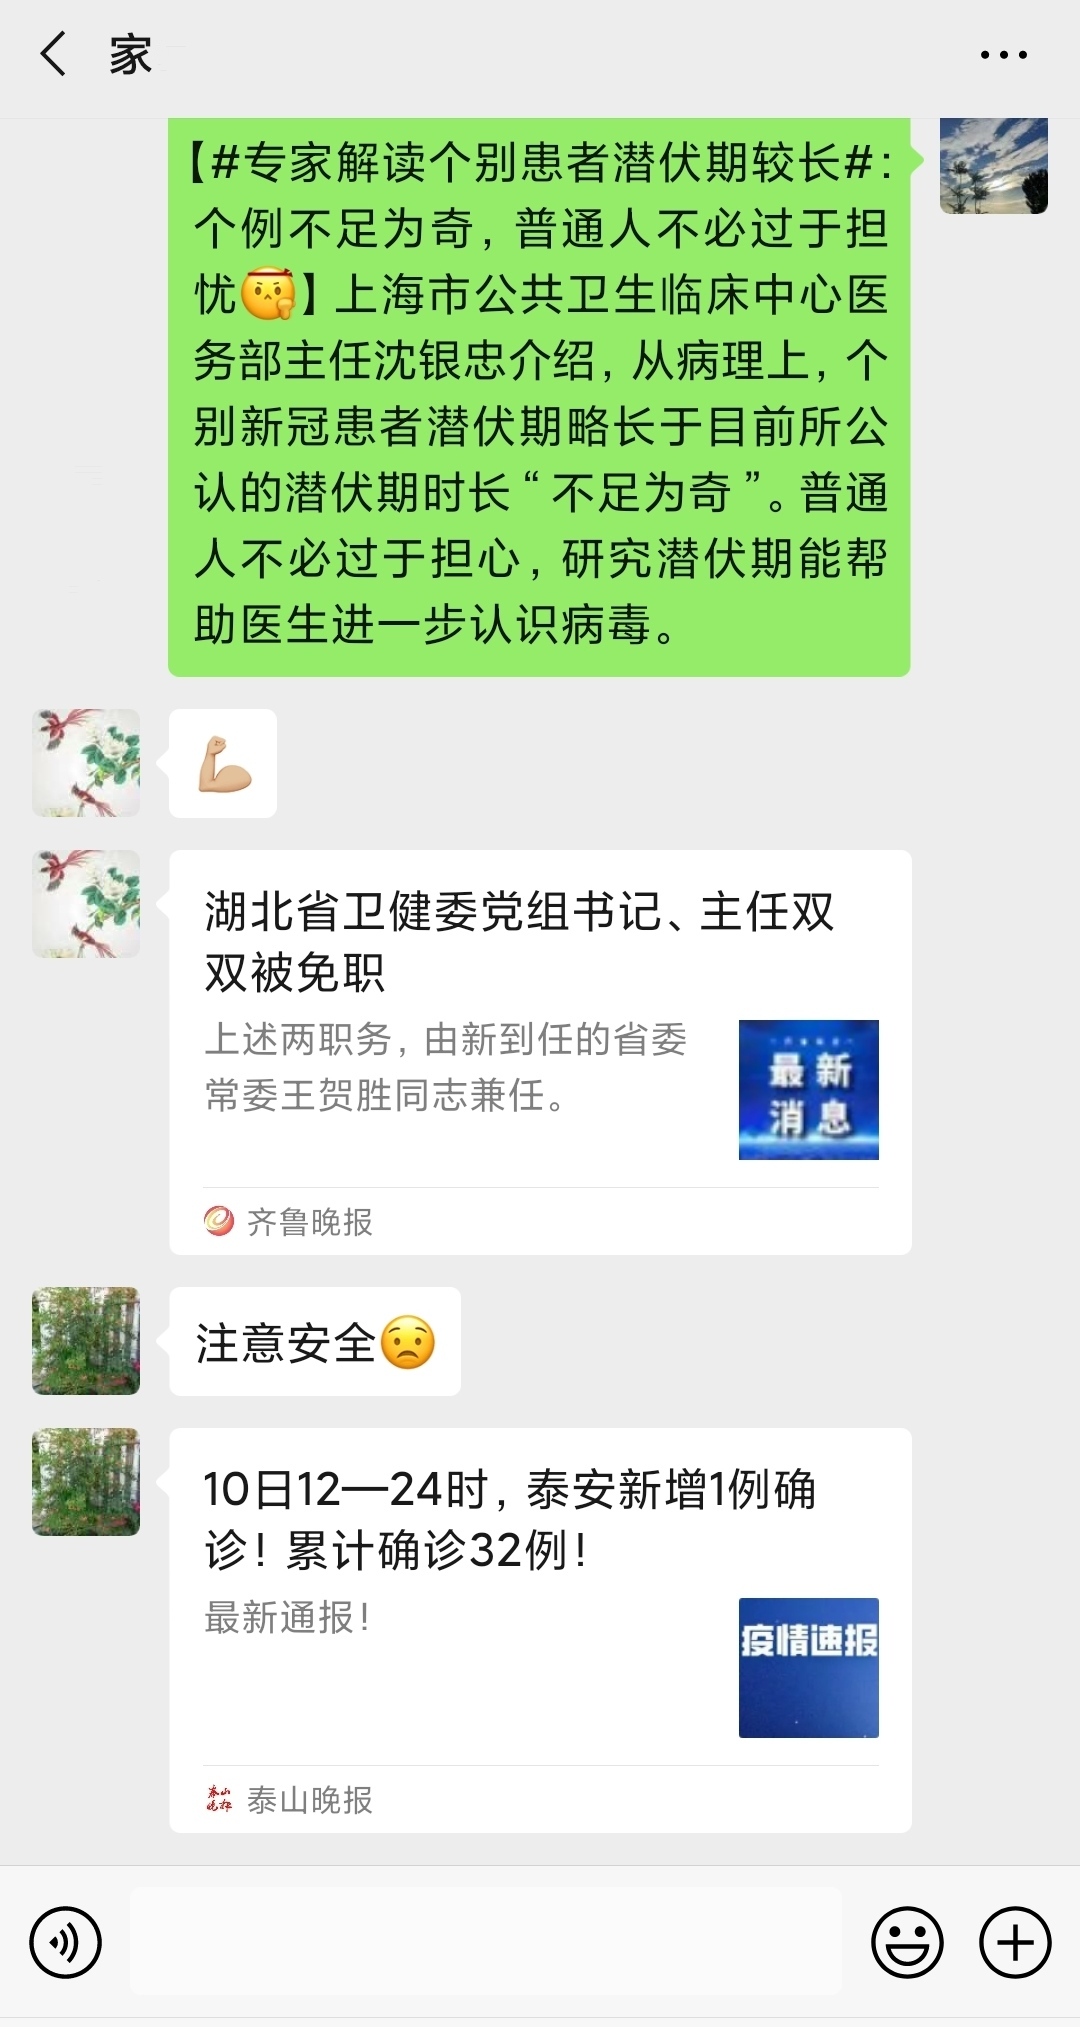 家
【#专家解读个别患者潜伏期较长#：
个例不足为奇，普通人不必过于担
忧】上海市公共卫生临床中心医
务部主任沈银忠介绍，从病理上，个
别新冠患者潜伏期略长于目前所公
认的潜伏期时长“不足为奇”。普通
人不必过于担心，研究潜伏期能帮
助医生进一步认识病毒。
湖北省卫健委党组书记、主任双
双被免职
上述两职务，由新到任的省委
常委王贺胜同志兼任。
最新
消息
齐鲁晚报
注意安全😟
10日12—24时，泰安新增1例确
诊！累计确诊32例！
最新通报！
疫情速报
泰山晚报
泰山晚报